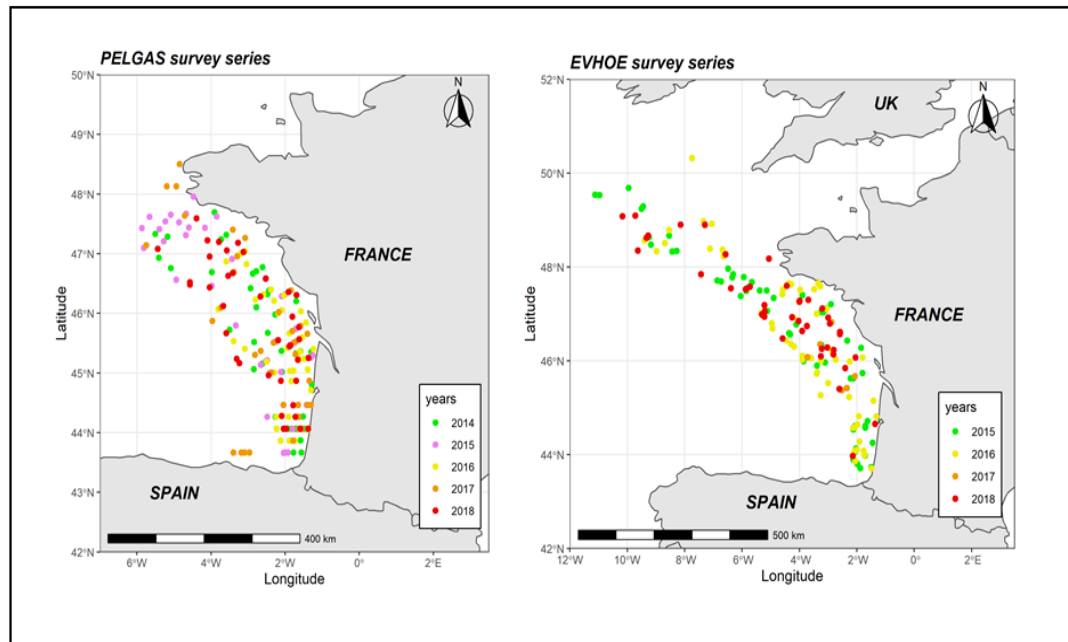 PELGAS survey series
50°N
49°N
48°N
47°N
46°N
45°N
44°N
43°N
42°N
Latitude
N
FRANCE
SPAIN
years
2014
2015
2016
2017
2018
400 km
6°W
4°W
2°W
0°
2°E
Longitude
EVHOE survey series
52°N
50°N
48°N
46°N
44°N
42°N
Latitude
N
UK
FRANCE
SPAIN
years
2015
2016
2017
2018
500 km
12°W
10°W
8°W
6°W
4°W
2°W
0°
2°E
Longitude